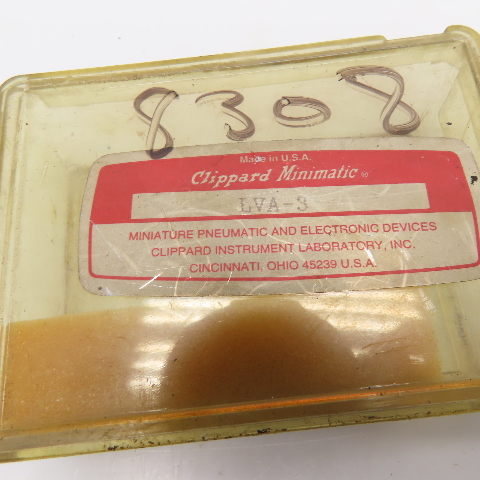 8308
Made in U.S.A.
Clippard Minimatic®
LVA-3
MINIATURE PNEUMATIC AND ELECTRONIC DEVICES
CLIPPARD INSTRUMENT LABORATORY, INC.
CINCINNATI, OHIO 45239 U.S.A.